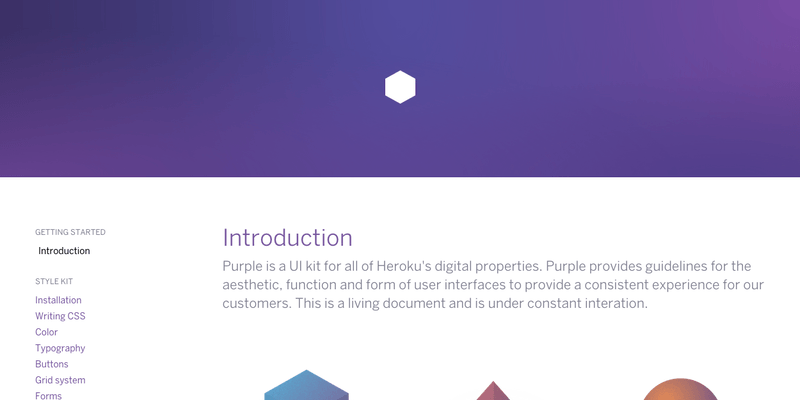 GETTING STARTED
Introduction
STYLE KIT
Installation
Writing CSS
Color
Typography
Buttons
Grid system
Forms
Introduction
Purple is a UI kit for all of Heroku's digital properties. Purple provides guidelines for the
aesthetic, function and form of user interfaces to provide a consistent experience for our
customers. This is a living document and is under constant interation.